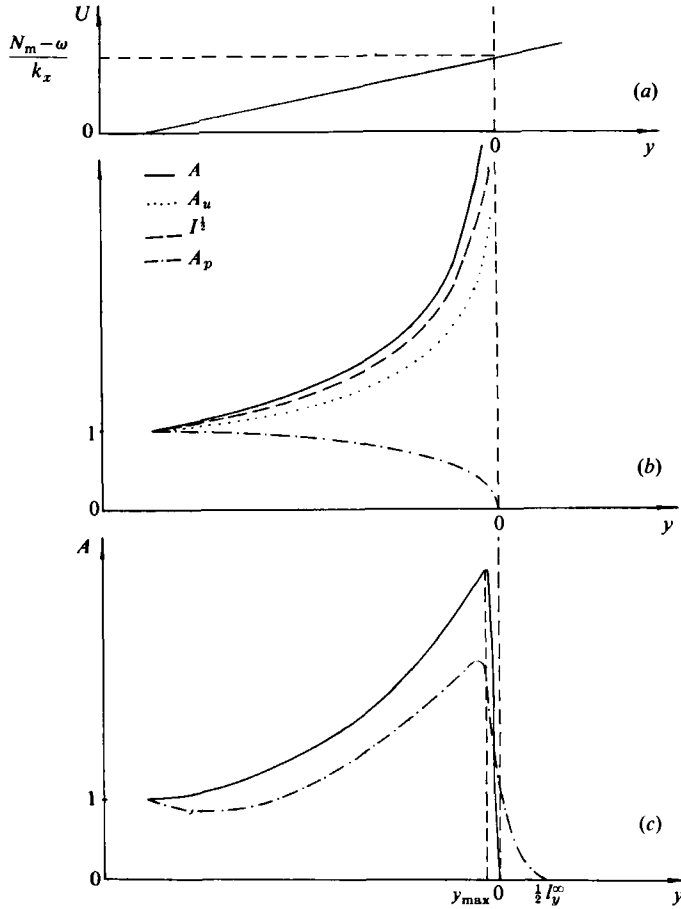 U
N_m − ω
k_x
0
(a)
0
y
A
A_u
I^½
A_p
1
(b)
0
0
y
A
1
(c)
0
y_max 0 ½ l_y^∞
y